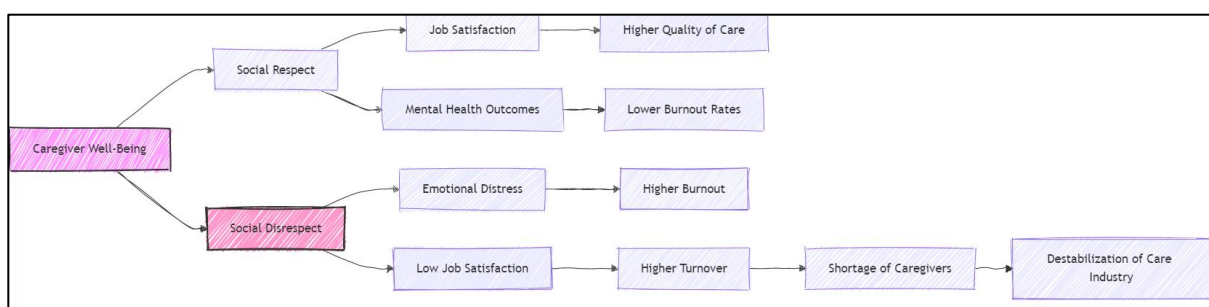 Job Satisfaction
Higher Quality of Care
Social Respect
Mental Health Outcomes
Lower Burnout Rates
Caregiver Well-Being
Emotional Distress
Higher Burnout
Social Disrespect
Low Job Satisfaction
Higher Turnover
Shortage of Caregivers
Destabilization of Care
Industry